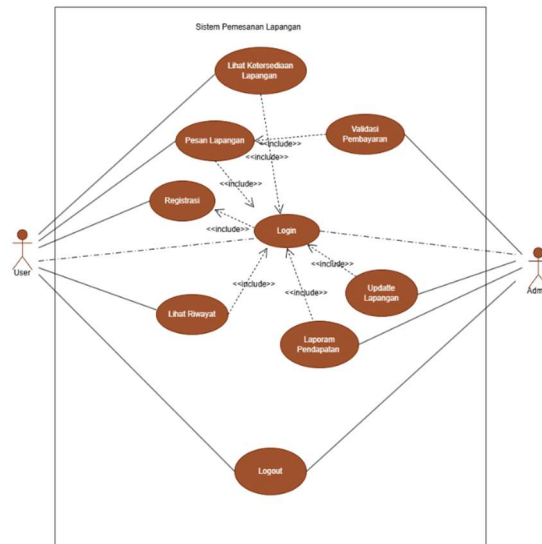 Sistem Pemesanan Lapangan
Lihat Ketersediaan
Lapangan
Pesan Lapangan
<<include>>
Validasi
Pembayaran
<<include>>
<<include>>
Registrasi
<<include>>
Login
User
<<include>>
<<include>>
<<include>>
Updatte
Lapangan
Adm
Lihat Riwayat
Laporam
Pendapatan
Logout